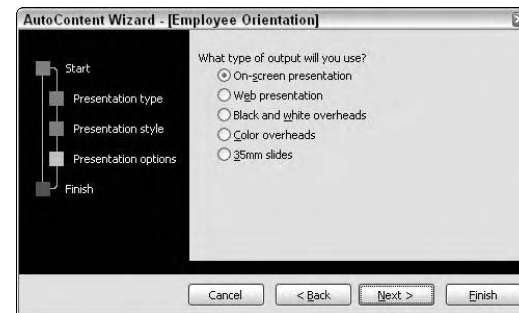 AutoContent Wizard - [Employee Orientation]
Start
Presentation type
Presentation style
Presentation options
Finish
What type of output will you use?
On-screen presentation
Web presentation
Black and white overheads
Color overheads
35mm slides
Cancel
< Back
Next >
Finish